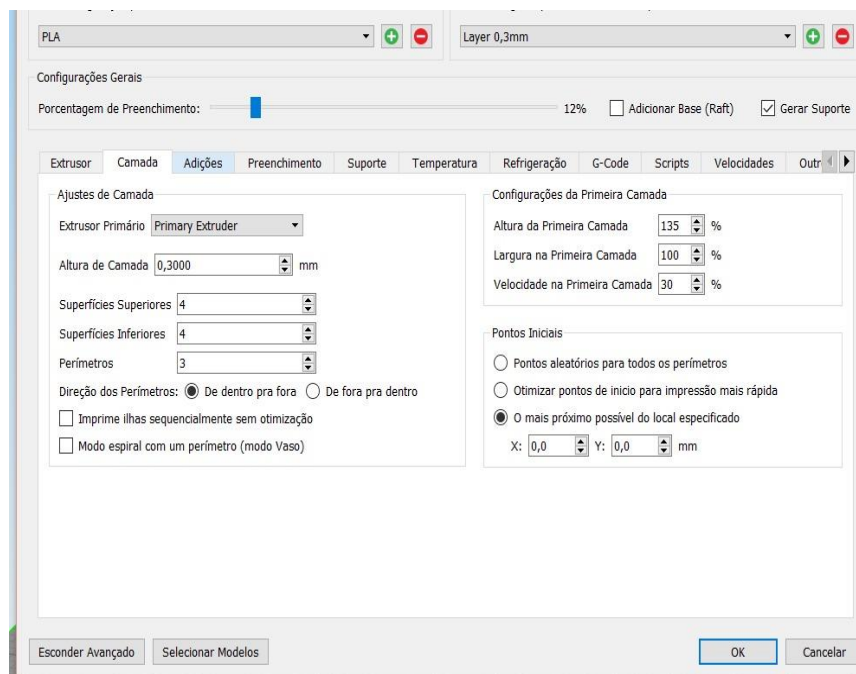 PLA
Layer 0,3mm
Configurações Gerais
Porcentagem de Preenchimento:
12%
Adicionar Base (Raft)
Gerar Suporte
Extrusor Camada Adições Preenchimento Suporte Temperatura Refrigeração G-Code Scripts Velocidades Outr
Ajustes de Camada
Extrusor Primário Primary Extruder
Altura de Camada 0,3000 mm
Superfícies Superiores 4
Superfícies Inferiores 4
Perímetros 3
Direção dos Perímetros: De dentro pra fora De fora pra dentro
Imprime ilhas sequencialmente sem otimização
Modo espiral com um perímetro (modo Vaso)
Configurações da Primeira Camada
Altura da Primeira Camada 135 %
Largura na Primeira Camada 100 %
Velocidade na Primeira Camada 30 %
Pontos Iniciais
Pontos aleatórios para todos os perímetros
Otimizar pontos de inicio para impressão mais rápida
O mais próximo possível do local especificado
X: 0,0 Y: 0,0 mm
Esconder Avançado Selecionar Modelos OK Cancelar